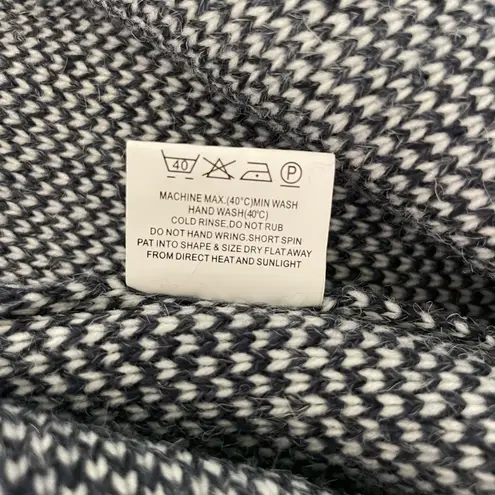 40 P
MACHINE MAX.(40°C)MIN WASH
HAND WASH(40°C)
COLD RINSE,DO NOT RUB
DO NOT HAND WRING.SHORT SPIN
PAT INTO SHAPE & SIZE DRY FLAT AWAY
FROM DIRECT HEAT AND SUNLIGHT